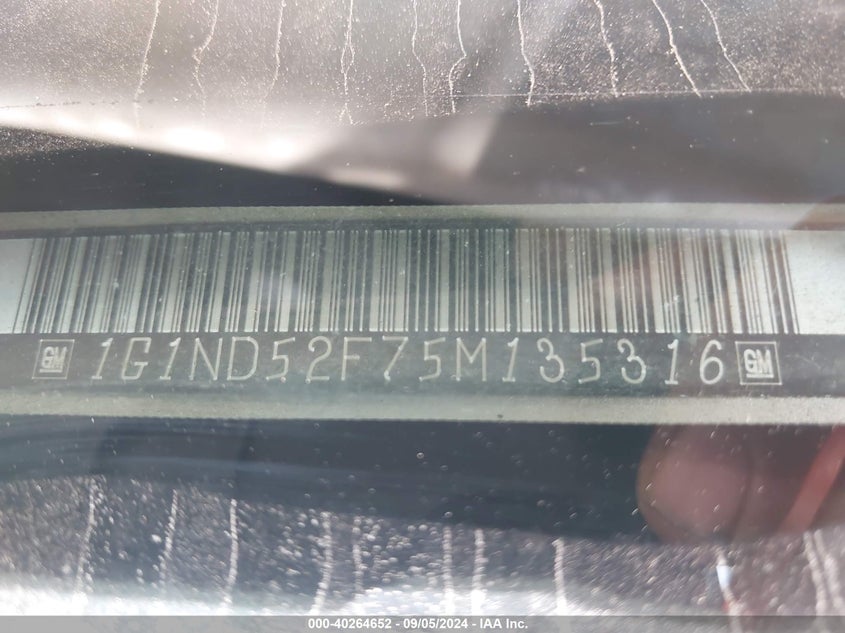 GM 1G1ND52F75M135316 GM
000-40264652 - 09/05/2024 - IAA, Inc.